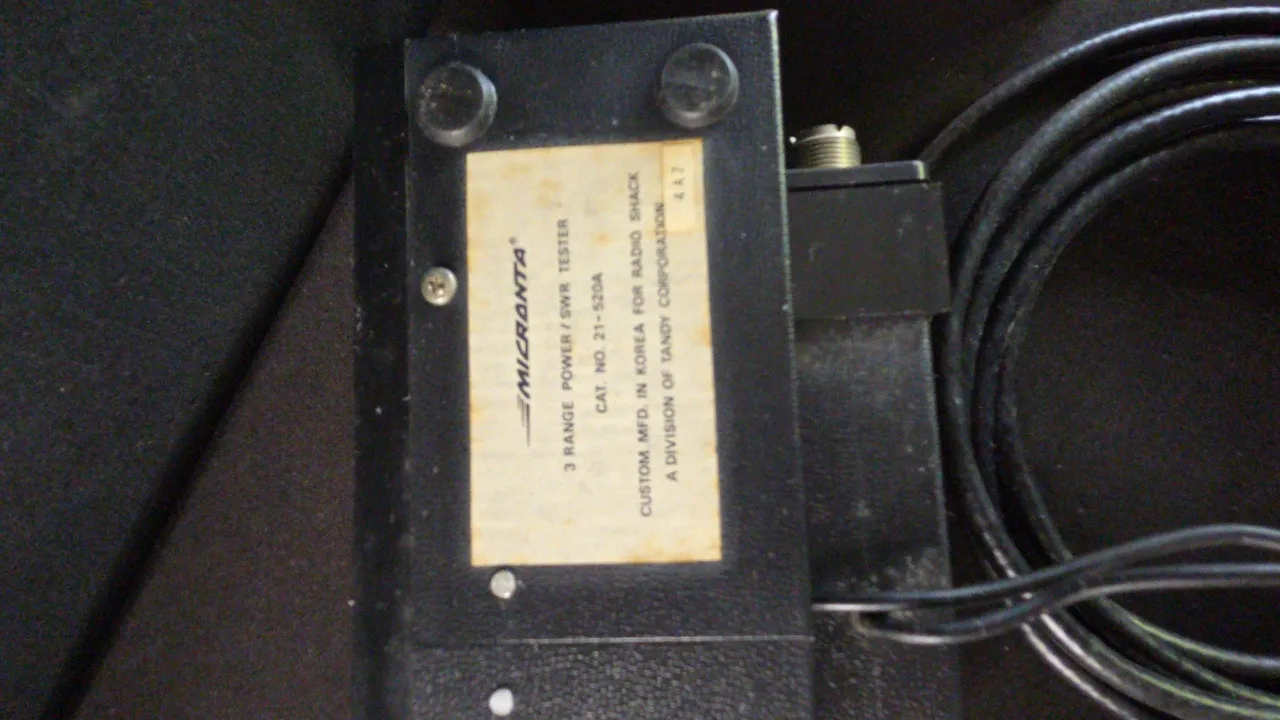 MICRONTA®
3 RANGE POWER/SWR TESTER
CAT. NO. 21-520A
CUSTOM MFD. IN KOREA FOR RADIO SHACK
A DIVISION OF TANDY CORPORATION
4A7